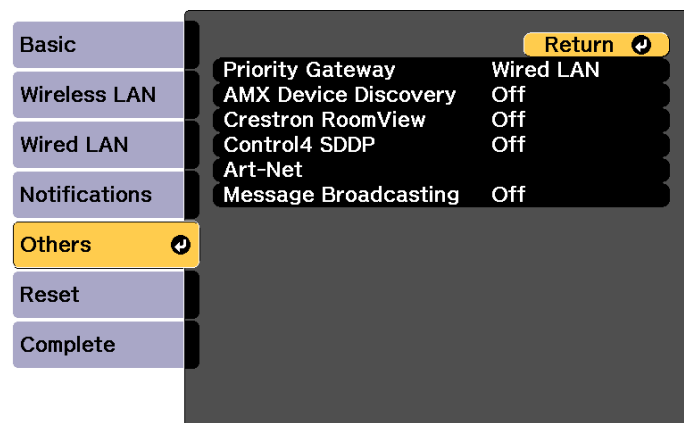 Basic
Wireless LAN
Wired LAN
Notifications
Others
Reset
Complete
Return
Priority Gateway Wired LAN
AMX Device Discovery Off
Crestron RoomView Off
Control4 SDDP Off
Art-Net
Message Broadcasting Off